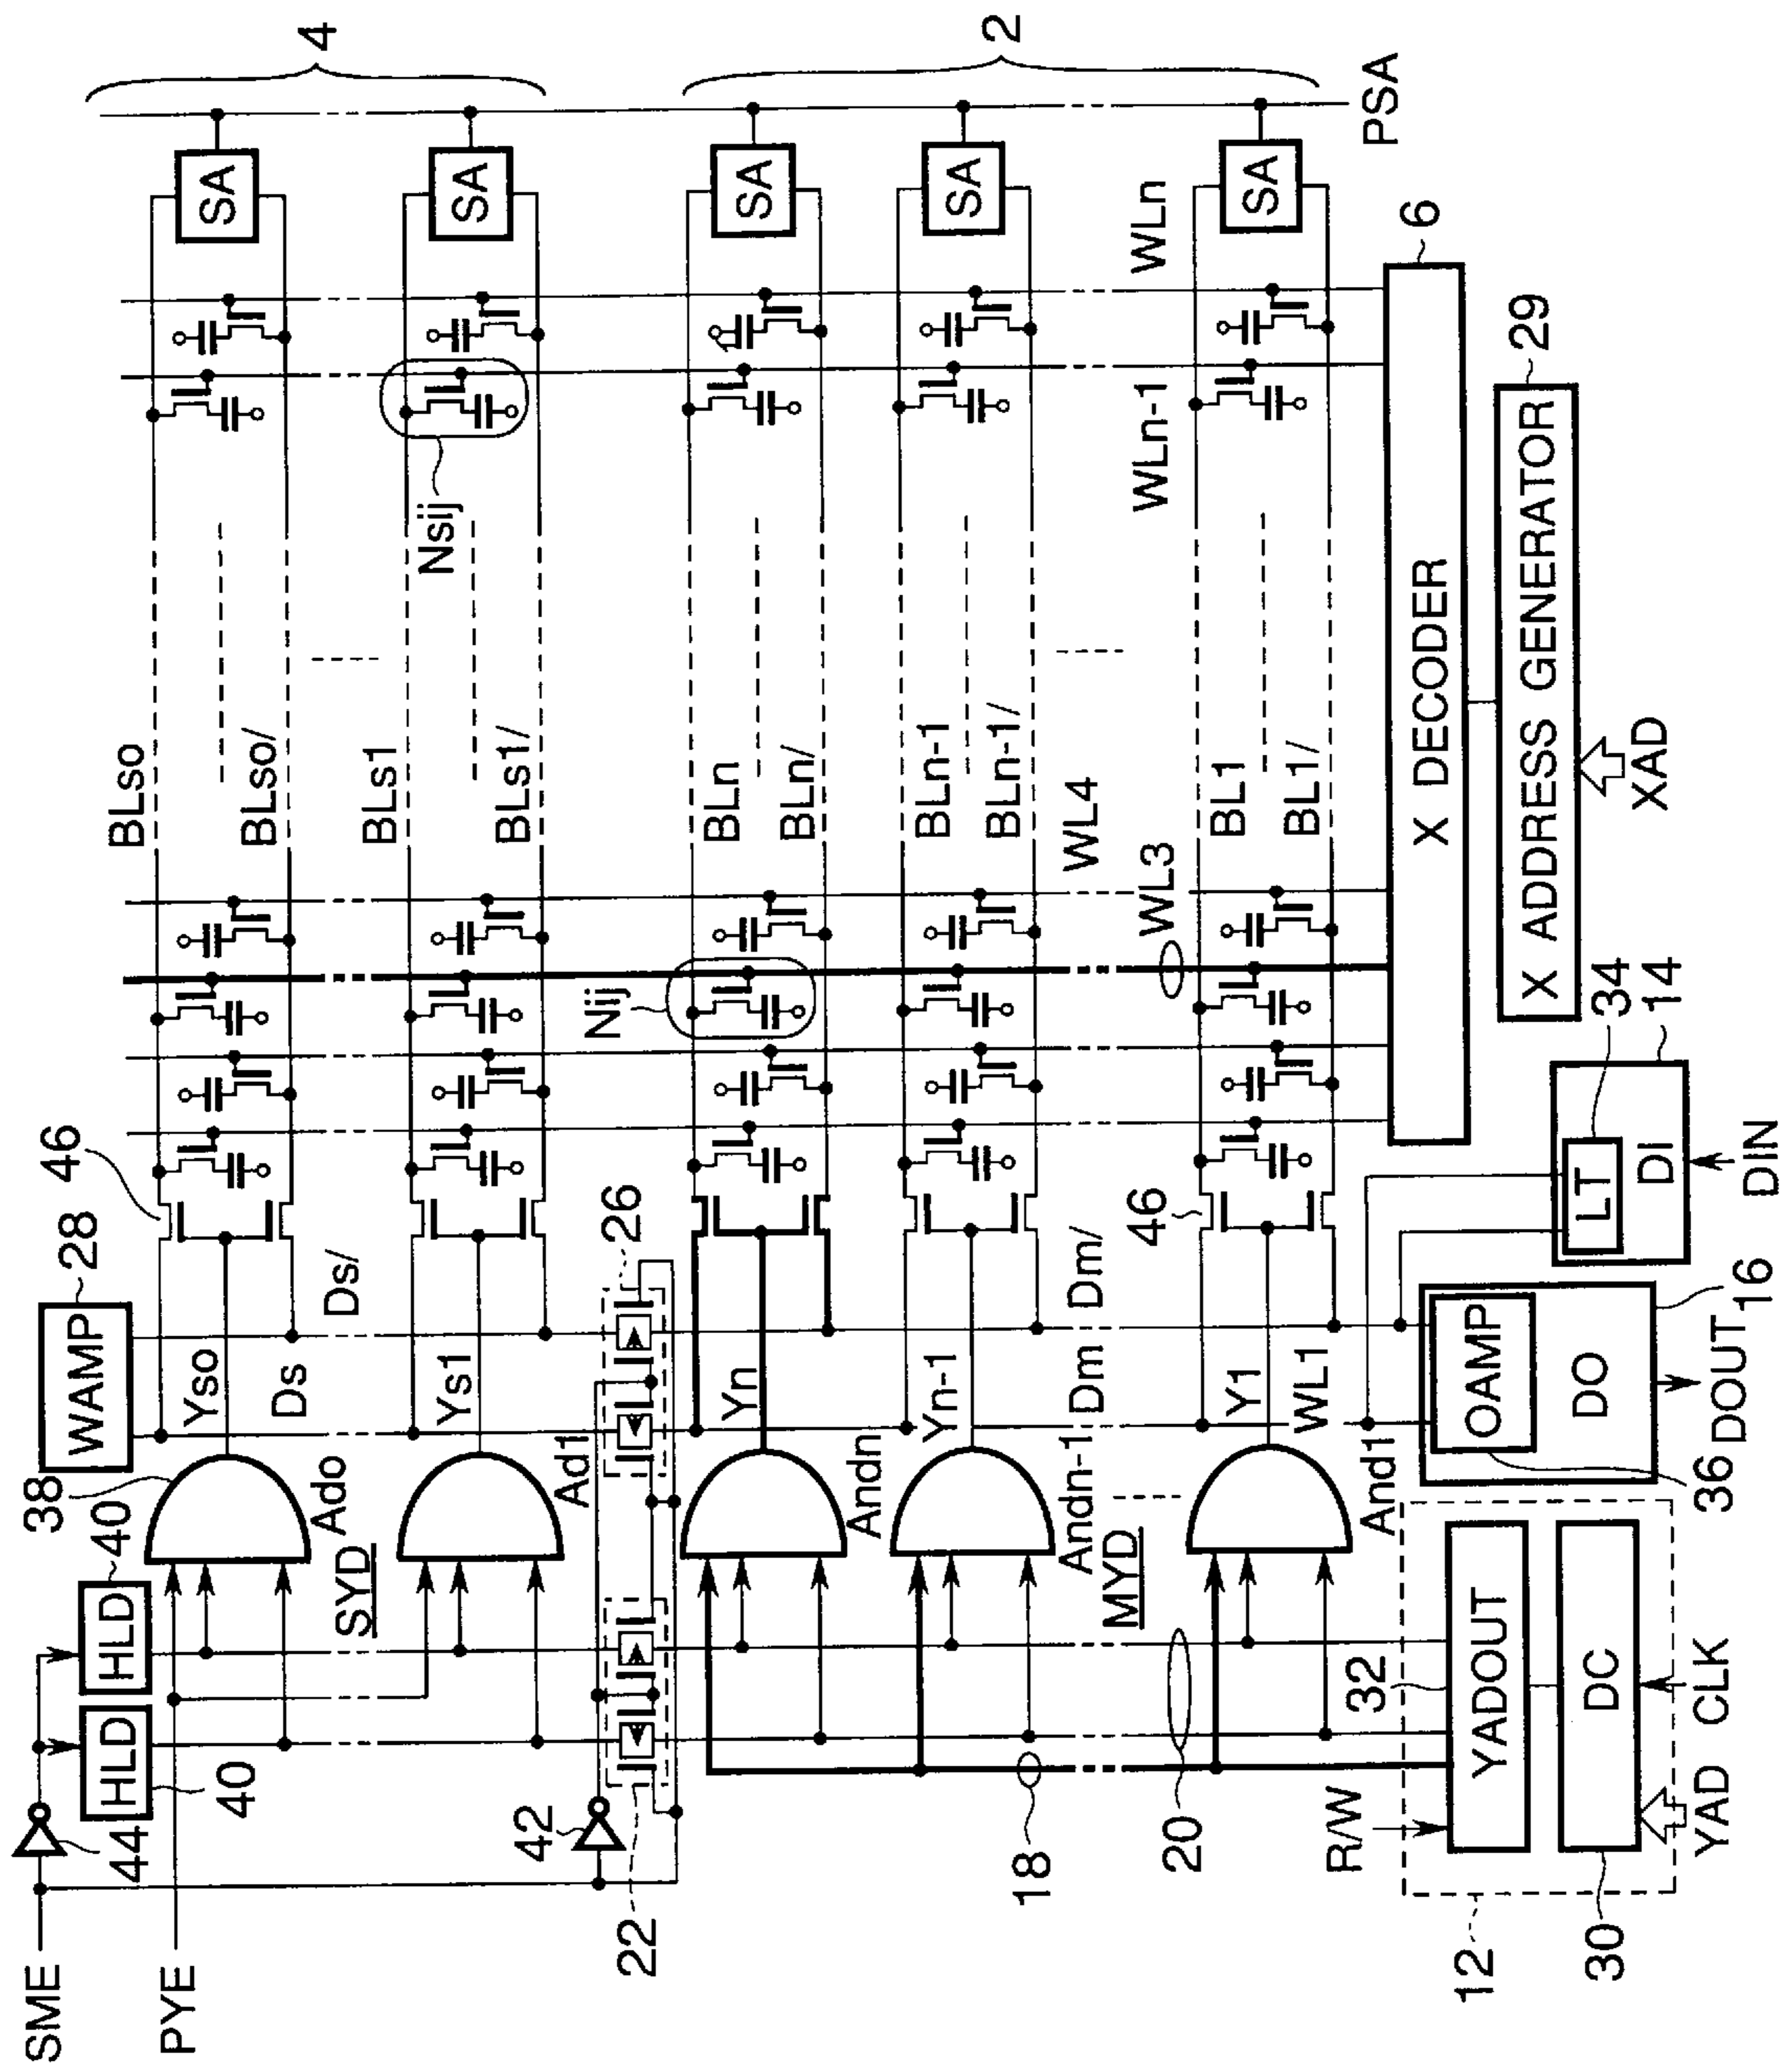 SME
PYE
44
HLD
40
HLD
40
38
WAMP
28
46
4
SYD
Ado
Yso
Ds
Ds/
BLso
BLso/
SA
Ad1
Ys1
BLs1
BLs1/
Nsij
SA
42
22
26
Andn
Yn
Nij
BLn
BLn/
SA
2
18
Andn-1
Yn-1
Dm
Dm/
BLn-1
BLn-1/
SA
MYD
20
WL4
WL3
WLn-1
WLn
And1
Y1
WL1
46
BL1
BL1/
SA
PSA
R/W
32
YADOUT
12
30
DC
YAD
CLK
36
OAMP
DO
DOUT
16
LT
34
DI
14
DIN
X DECODER
6
X ADDRESS GENERATOR
29
XAD